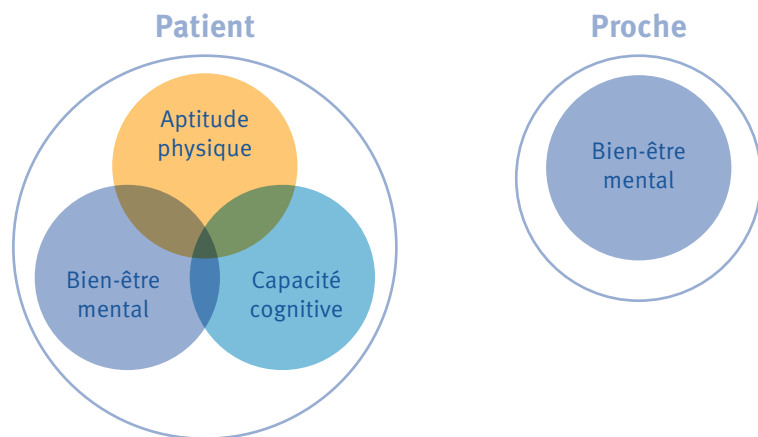 Patient
Aptitude
physique
Bien-être
mental
Capacité
cognitive
Proche
Bien-être
mental